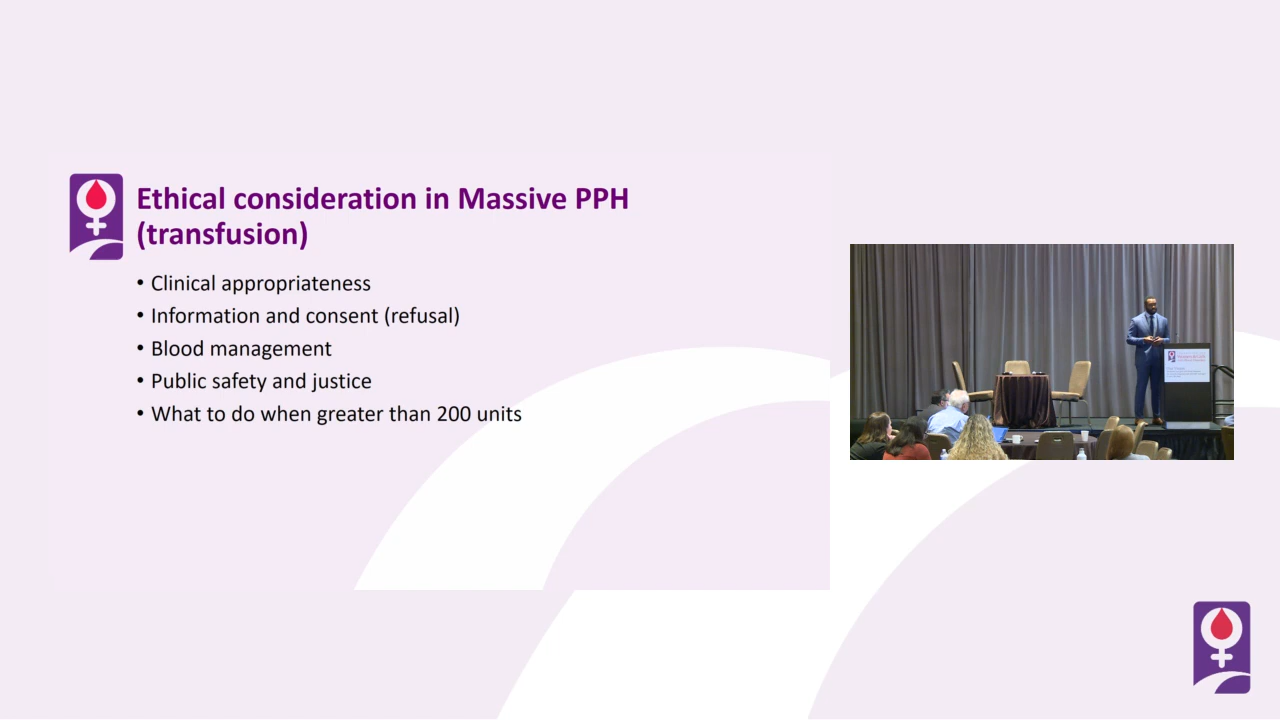 Ethical consideration in Massive PPH
(transfusion)
• Clinical appropriateness
• Information and consent (refusal)
• Blood management
• Public safety and justice
• What to do when greater than 200 units